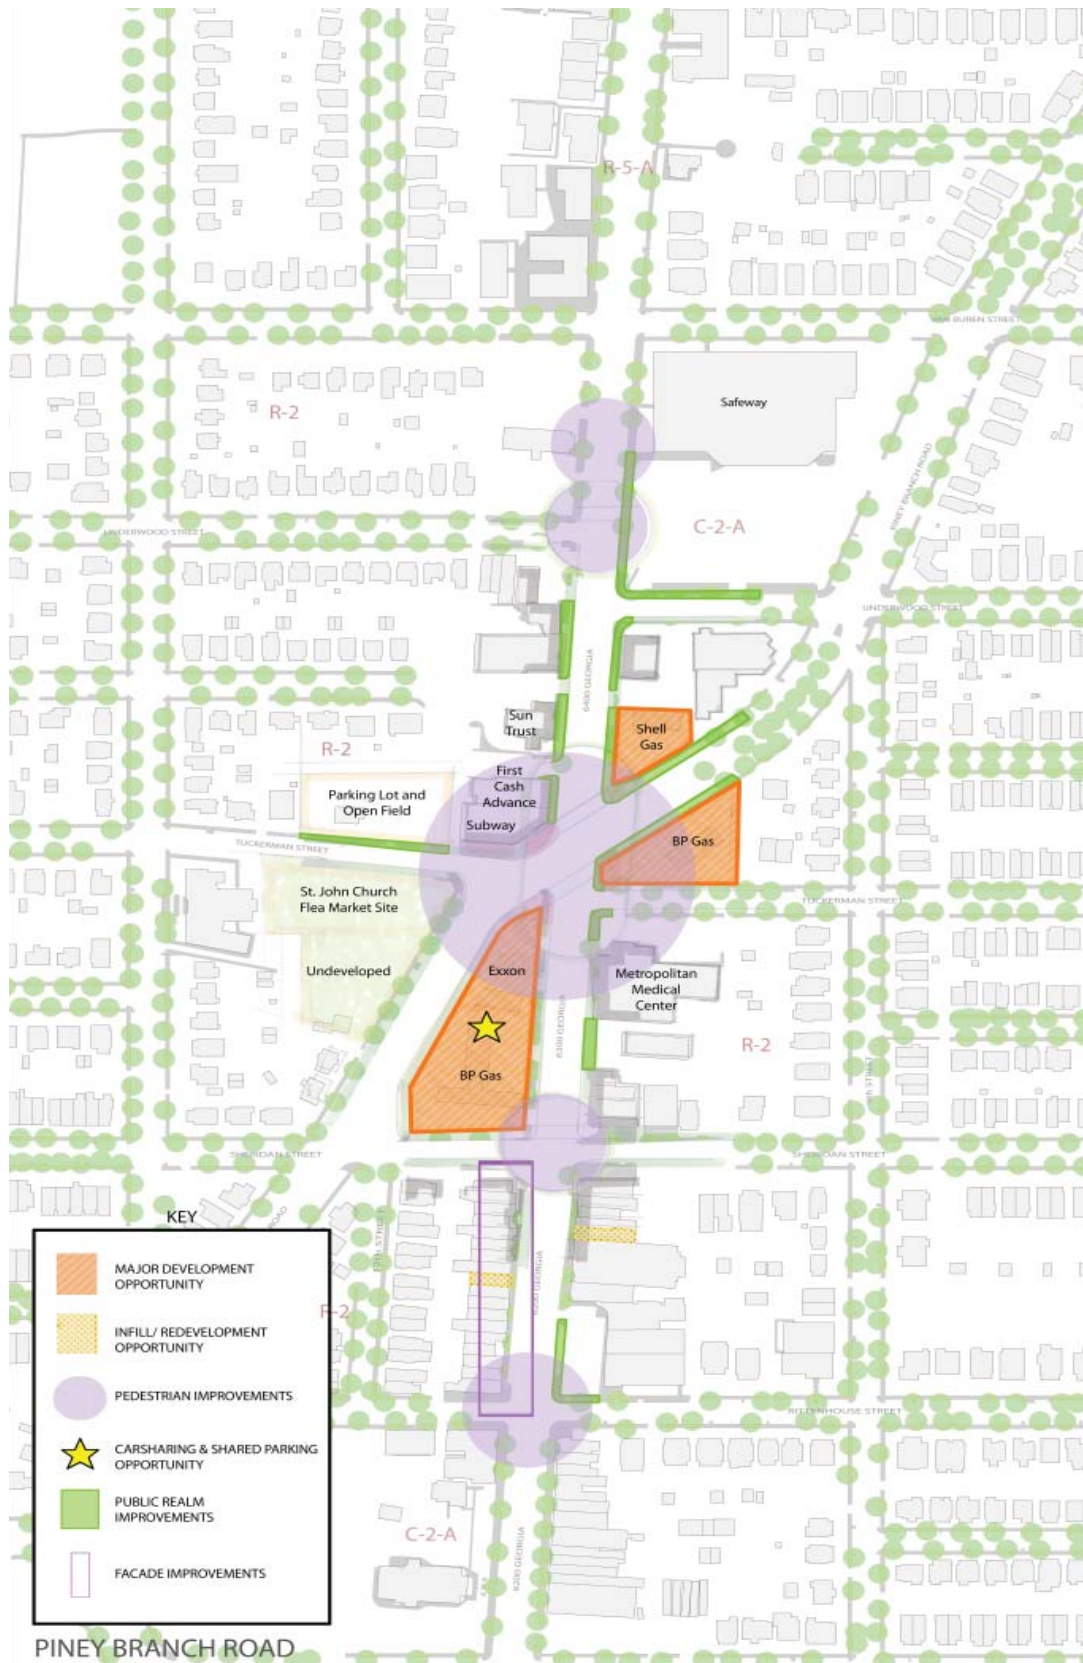 R-5-A
VAN BUREN STREET
Safeway
R-2
PINEY BRANCH ROAD
C-2-A
UNDERWOOD STREET
UNDERWOOD STREET
6400 GEORGIA
Sun
Trust
Shell
Gas
R-2
First
Cash
Advance
Parking Lot and
Open Field
Subway
BP Gas
TUCKERMAN STREET
St. John Church
Flea Market Site
TUCKERMAN STREET
Undeveloped
Exxon
Metropolitan
Medical
Center
6300 GEORGIA
R-2
BP Gas
SHERIDAN STREET
SHERIDAN STREET
KEY
6200 GEORGIA
MAJOR DEVELOPMENT
OPPORTUNITY
R-2
INFILL/ REDEVELOPMENT
OPPORTUNITY
PEDESTRIAN IMPROVEMENTS
RITTENHOUSE STREET
CARSHARING & SHARED PARKING
OPPORTUNITY
PUBLIC REALM
IMPROVEMENTS
C-2-A
6200 GEORGIA
FACADE IMPROVEMENTS
PINEY BRANCH ROAD